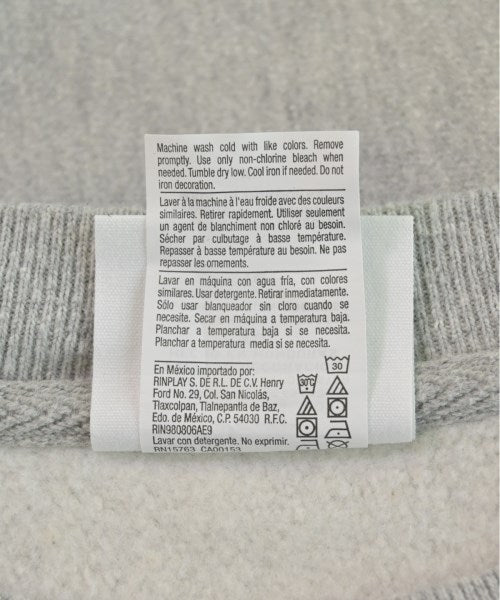 Machine wash cold with like colors. Remove
promptly. Use only non-chlorine bleach when
needed. Tumble dry low. Cool iron if needed. Do not
iron decoration.
Laver à la machine à l'eau froide avec des couleurs
similaires. Retirer rapidement. Utiliser seulement
un agent de blanchiment non chloré au besoin.
Sécher par culbutage à basse température.
Repasser à basse température au besoin. Ne pas
repasser les ornements.
Lavar en máquina con agua fría, con colores
similares. Usar detergente. Retirar inmediatamente.
Sólo usar blanqueador sin cloro cuando se
necesite. Secar en máquina a temperatura baja.
Planchar a temperatura baja si se necesita.
Planchar a temperatura media si se necesita.
En México importado por:
RINPLAY S. DE R.L. DE C.V. Henry
Ford No. 29, Col. San Nicolás,
Tlaxcolpan, Tlalnepantla de Baz,
Edo. de México, C.P. 54030 R.F.C.
RIN980806AE9
Lavar con detergente. No exprimir.
RN15763 CA00153
30
30°C